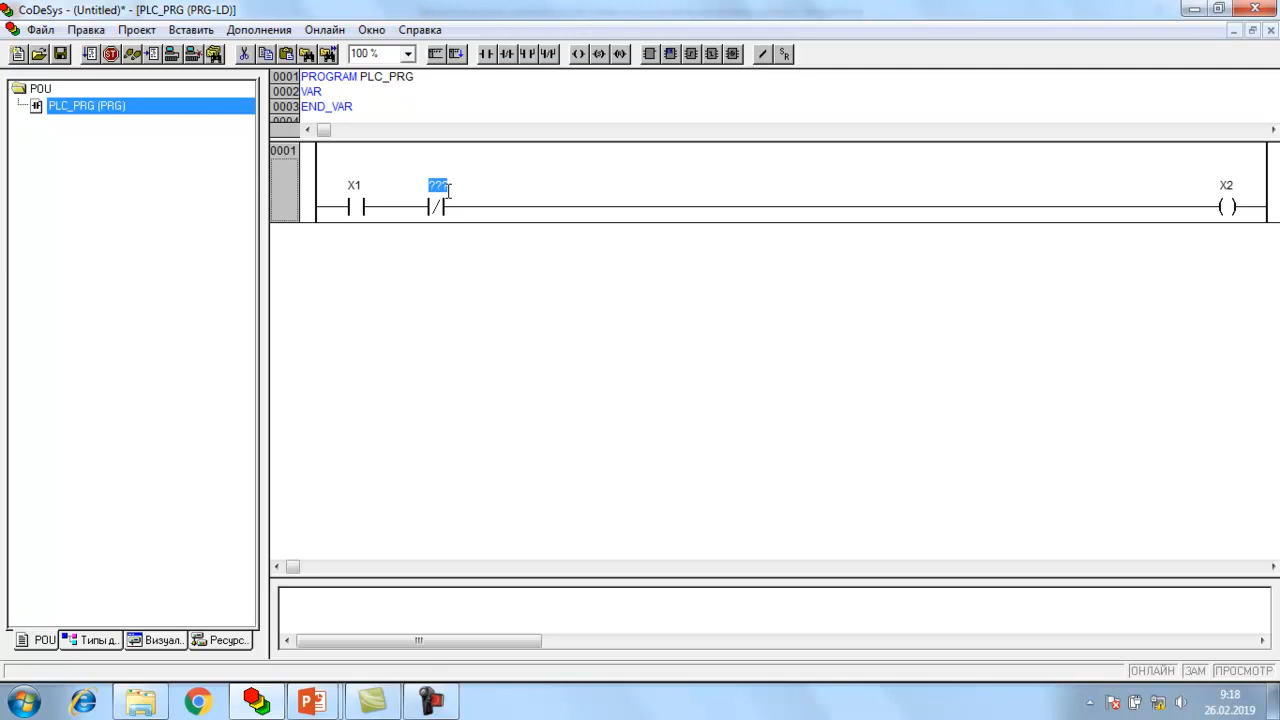 CoDeSys - (Untitled)* - [PLC_PRG (PRG-LD)]
Файл Правка Проект Вставить Дополнения Онлайн Окно Справка
100 %
POU
PLC_PRG (PRG)
0001 PROGRAM PLC_PRG
0002 VAR
0003 END_VAR
0004
0001
X1 ??? X2
POU Типы д.. Визуал.. Ресурс..
ОНЛАЙН ЗАМ ПРОСМОТР
9:18
26.02.2019